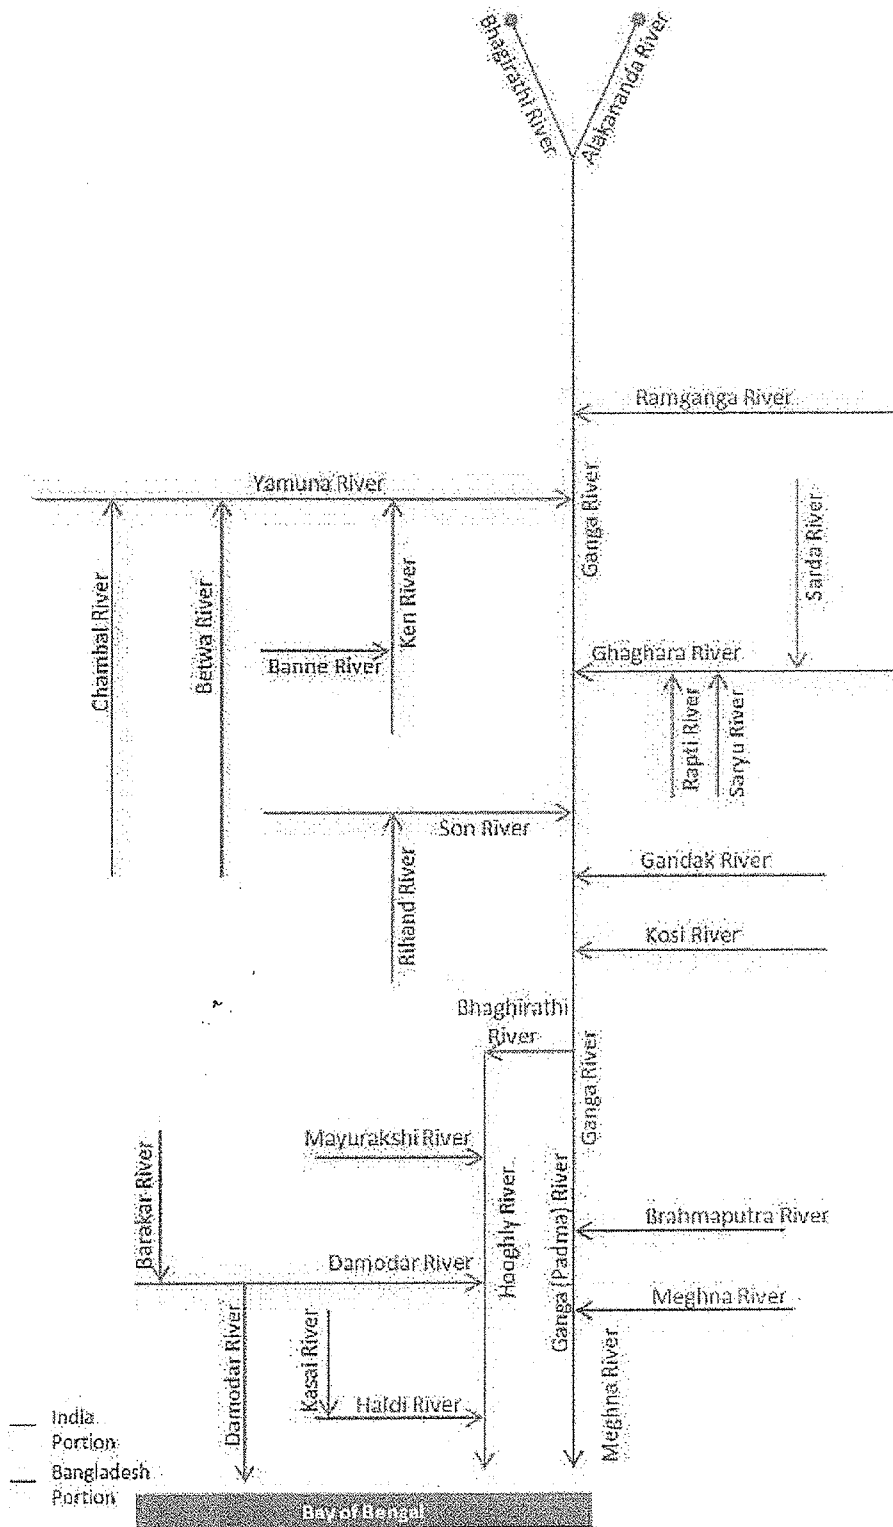 Bhagirathi River
Alakananda River
Ramganga River
Yamuna River
Ganga River
Sarda River
Chambal River
Betwa River
Ken River
Banne River
Ghaghara River
Rapti River
Saryu River
Son River
Rihand River
Gandak River
Kosi River
Bhaghirathi
River
Ganga River
Mayurakshi River
Barakar River
Hooghly River
Ganga (Padma) River
Brahmaputra River
Damodar River
Meghna River
Damodar River
Kasai River
Haldi River
Meghna River
India
Portion
Bangladesh
Portion
Bay of Bengal